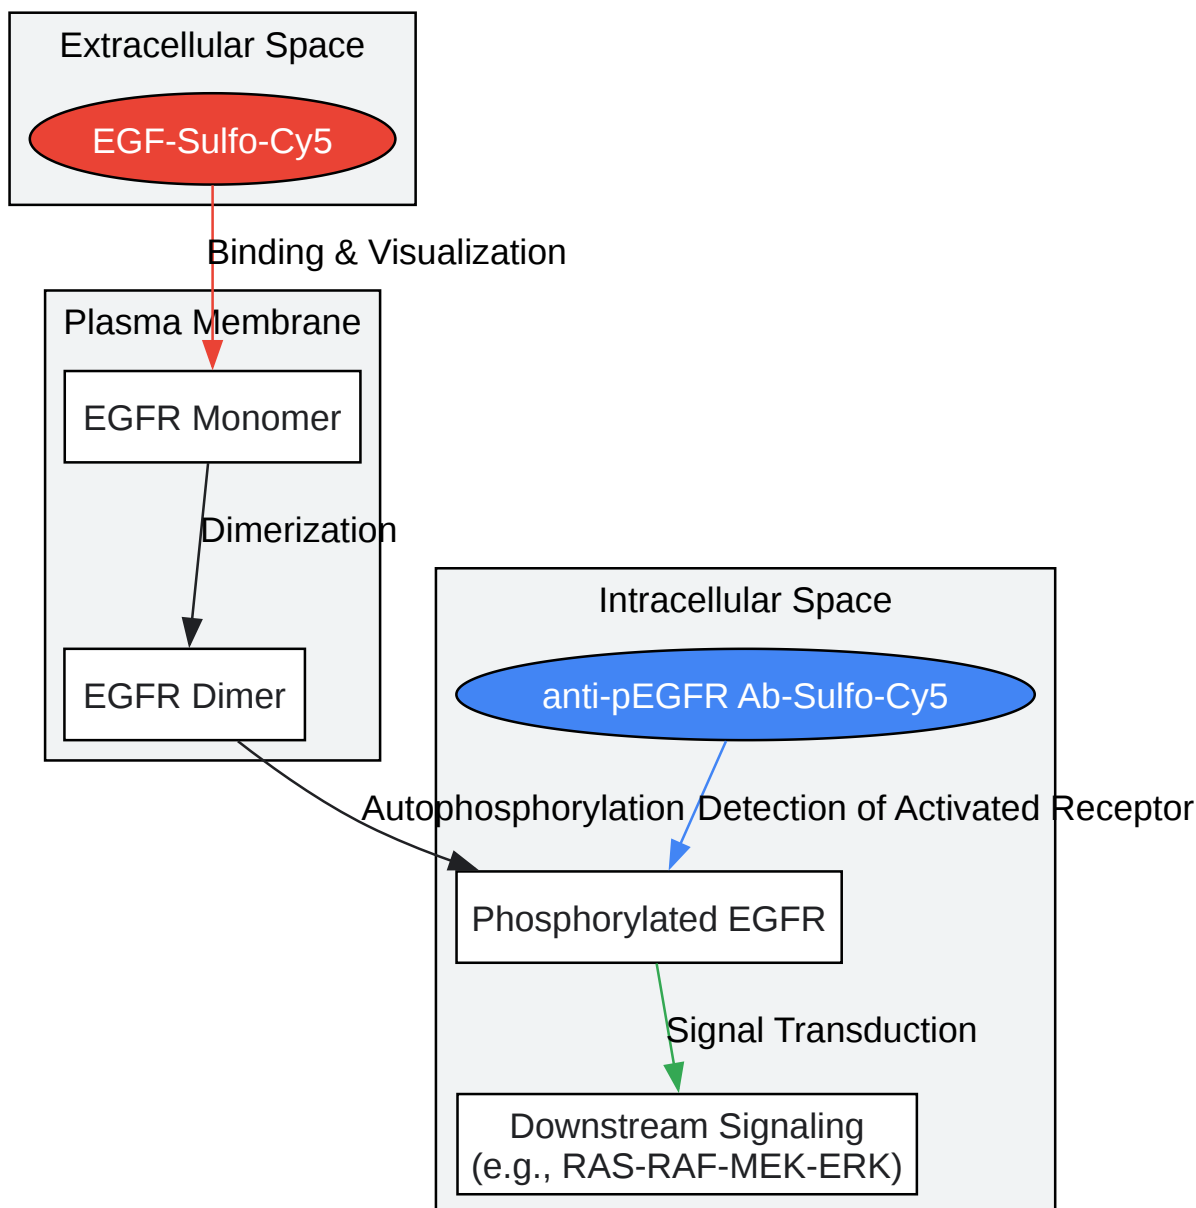 Extracellular Space
EGF-Sulfo-Cy5
Binding & Visualization
Plasma Membrane
EGFR Monomer
Dimerization
EGFR Dimer
Intracellular Space
anti-pEGFR Ab-Sulfo-Cy5
Autophosphorylation
Detection of Activated Receptor
Phosphorylated EGFR
Signal Transduction
Downstream Signaling
(e.g., RAS-RAF-MEK-ERK)